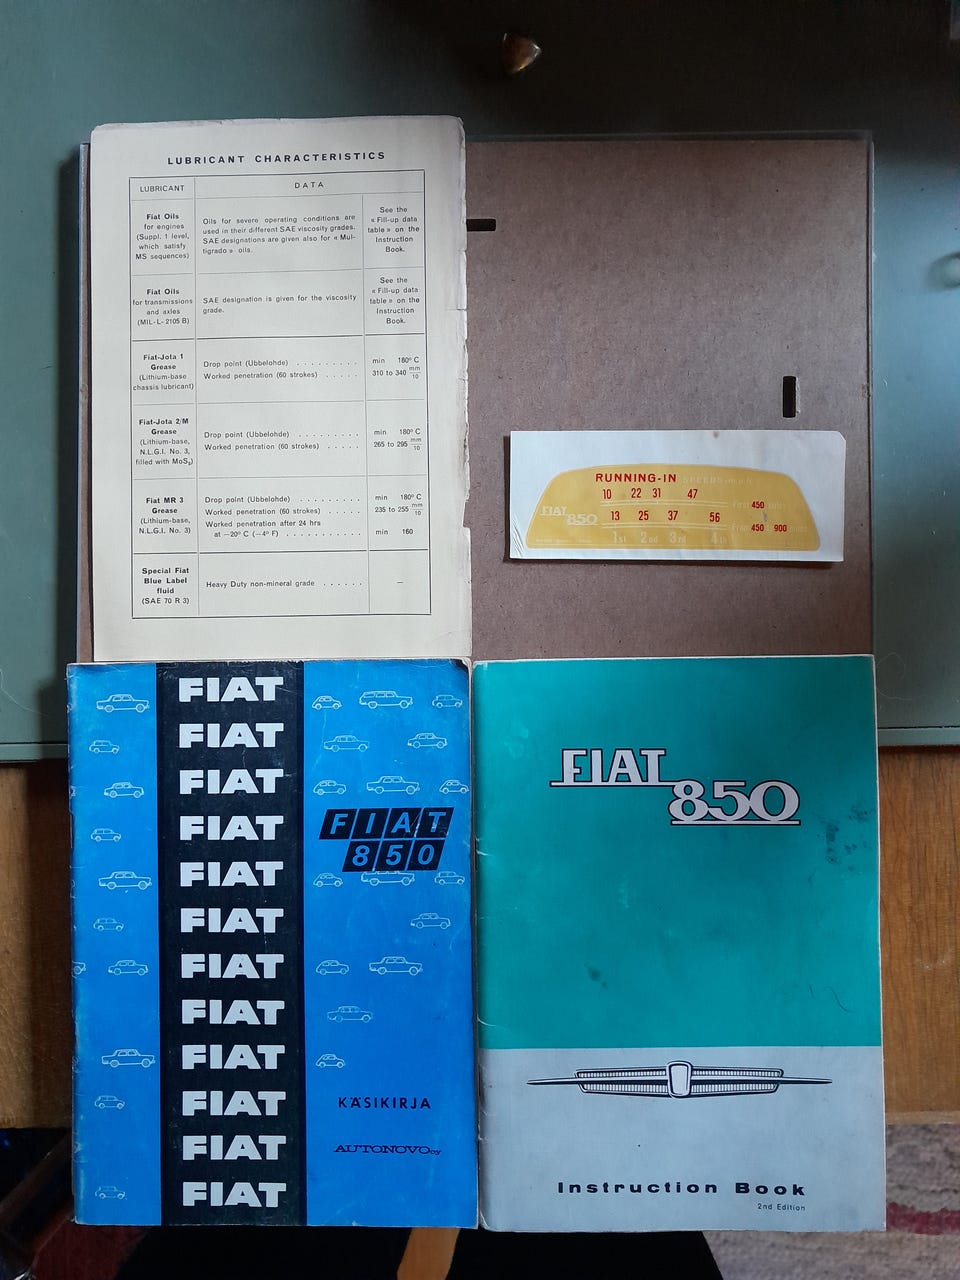 LUBRICANT CHARACTERISTICS
LUBRICANT
DATA
Fiat Oils
for engines
(Suppl. 1 level,
which satisfy
MS sequences)
Oils for severe operating conditions are
used in their different SAE viscosity grades.
SAE designations are given also for « Mul-
tigrado » oils.
See the
« Fill-up data
table » on the
Instruction
Book.
Fiat Oils
for transmissions
and axles
(MIL-L-2105 B)
SAE designation is given for the viscosity
grade.
See the
« Fill-up data
table » on the
Instruction
Book.
Fiat-Jota 1
Grease
(Lithium-base
chassis lubricant)
Drop point (Ubbelohde) . . . . . . . . . . min 180° C
Worked penetration (60 strokes) . . . . . 310 to 340 mm/10
Fiat-Jota 2/M
Grease
(Lithium-base,
N.L.G.I. No. 3,
filled with MoS₂)
Drop point (Ubbelohde) . . . . . . . . . . min 180° C
Worked penetration (60 strokes) . . . . . 265 to 295 mm/10
Fiat MR 3
Grease
(Lithium-base,
N.L.G.I. No. 3)
Drop point (Ubbelohde) . . . . . . . . . . min 180° C
Worked penetration (60 strokes) . . . . . 235 to 255 mm/10
Worked penetration after 24 hrs
at —20° C (—4° F) . . . . . . . . . . . . min 160
Special Fiat
Blue Label
fluid
(SAE 70 R 3)
Heavy Duty non-mineral grade . . . . . . —
RUNNING-IN SPEEDS m.p.h.
10 22 31 47
450
FIAT
850
13 25 37 56
450 900
1st 2nd 3rd 4th
FIAT
FIAT
FIAT
FIAT
FIAT
FIAT
FIAT
FIAT
FIAT
FIAT
FIAT
FIAT
FIAT
850
KÄSIKIRJA
AUTONOVO oy
FIAT
850
Instruction Book
2nd Edition